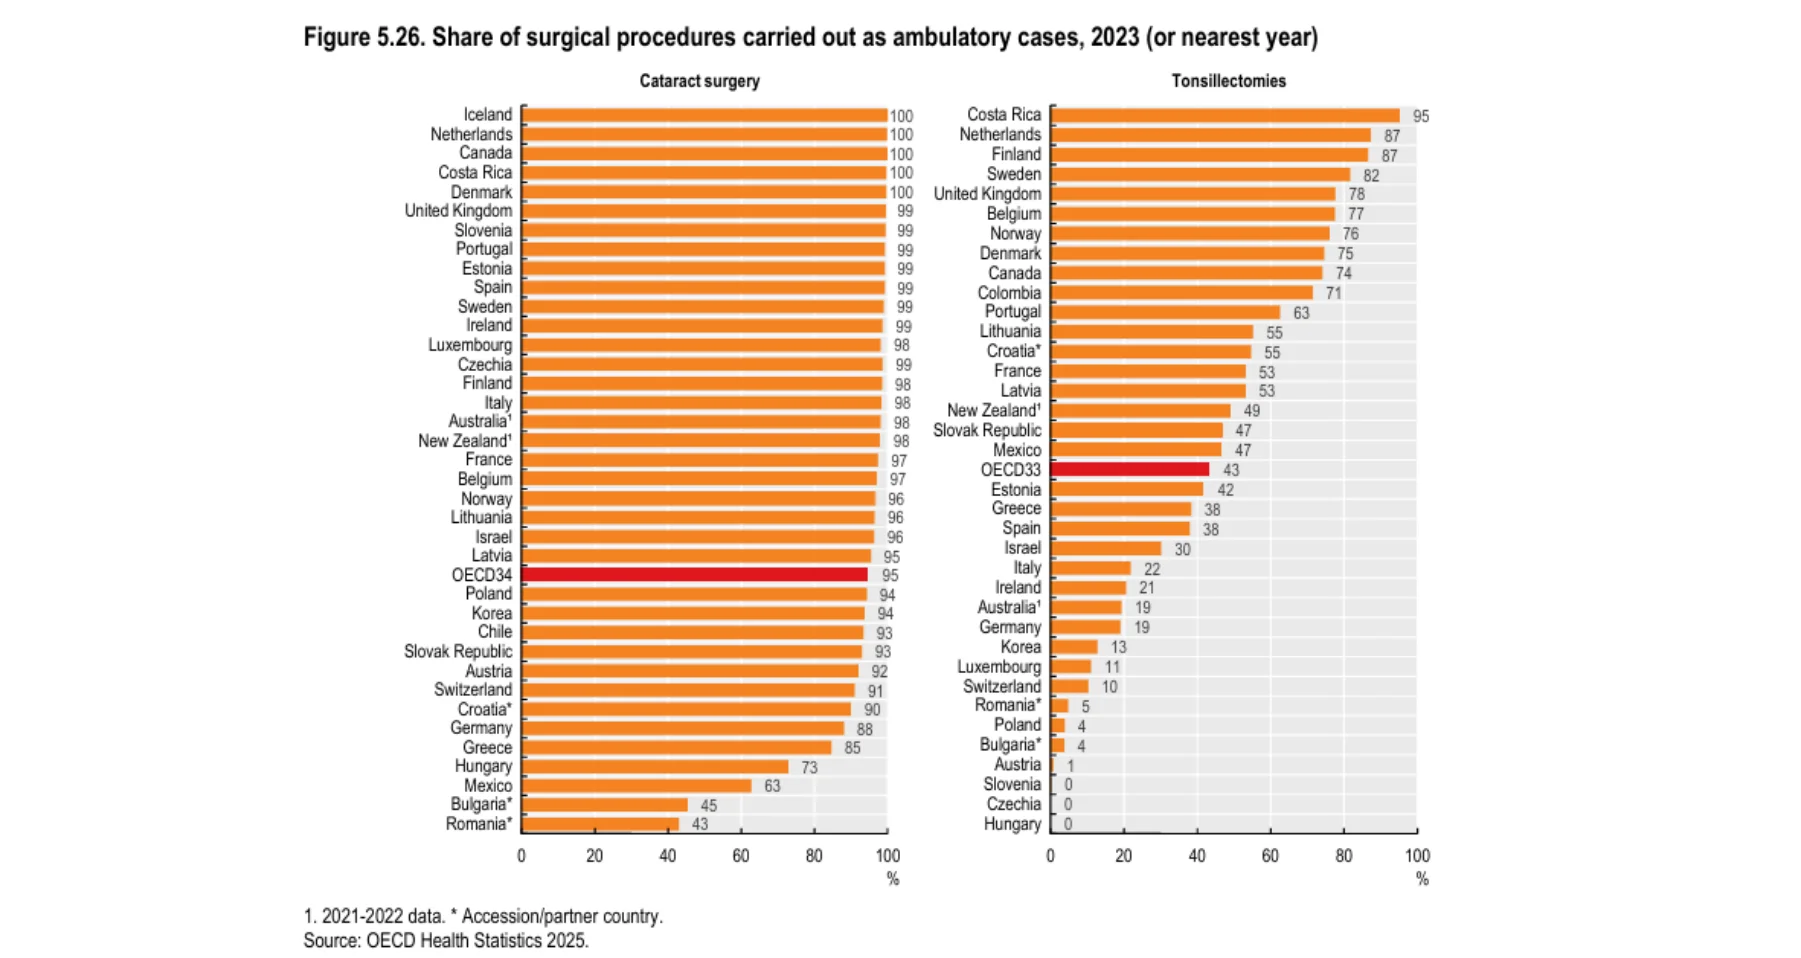 Figure 5.26. Share of surgical procedures carried out as ambulatory cases, 2023 (or nearest year)
Cataract surgery
Iceland 100
Netherlands 100
Canada 100
Costa Rica 100
Denmark 100
United Kingdom 99
Slovenia 99
Portugal 99
Estonia 99
Spain 99
Sweden 99
Ireland 99
Luxembourg 98
Czechia 99
Finland 98
Italy 98
Australia¹ 98
New Zealand¹ 98
France 97
Belgium 97
Norway 96
Lithuania 96
Israel 96
Latvia 95
OECD34 95
Poland 94
Korea 94
Chile 93
Slovak Republic 93
Austria 92
Switzerland 91
Croatia* 90
Germany 88
Greece 85
Hungary 73
Mexico 63
Bulgaria* 45
Romania* 43
0 20 40 60 80 100
%
Tonsillectomies
Costa Rica 95
Netherlands 87
Finland 87
Sweden 82
United Kingdom 78
Belgium 77
Norway 76
Denmark 75
Canada 74
Colombia 71
Portugal 63
Lithuania 55
Croatia* 55
France 53
Latvia 53
New Zealand¹ 49
Slovak Republic 47
Mexico 47
OECD33 43
Estonia 42
Greece 38
Spain 38
Israel 30
Italy 22
Ireland 21
Australia¹ 19
Germany 19
Korea 13
Luxembourg 11
Switzerland 10
Romania* 5
Poland 4
Bulgaria* 4
Austria 1
Slovenia 0
Czechia 0
Hungary 0
0 20 40 60 80 100
%
1. 2021-2022 data. * Accession/partner country.
Source: OECD Health Statistics 2025.